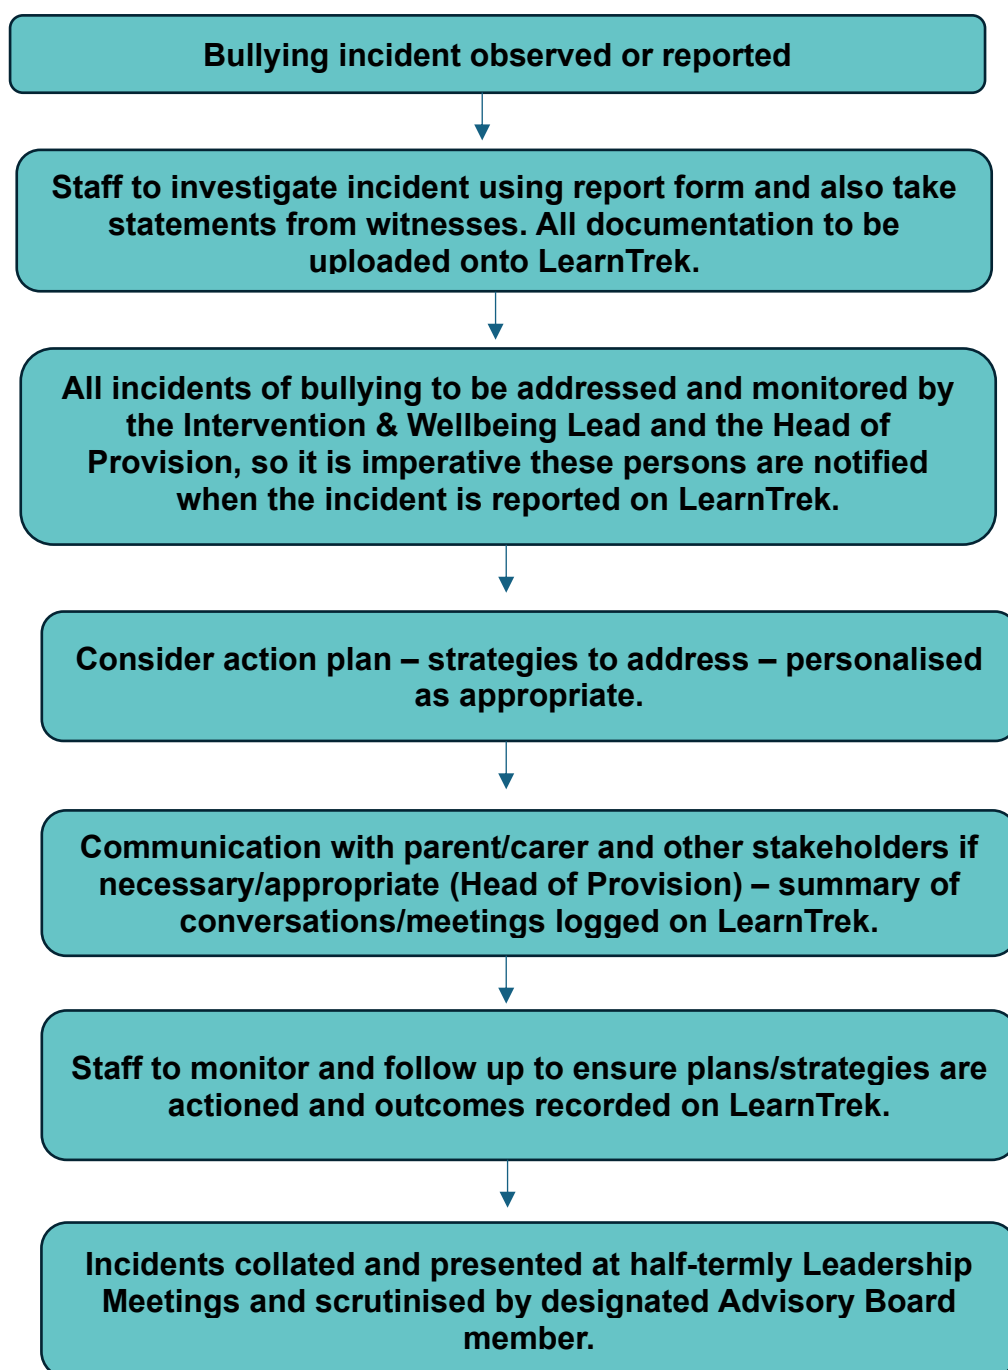 Bullying incident observed or reported
Staff to investigate incident using report form and also take
statements from witnesses. All documentation to be
uploaded onto LearnTrek.
All incidents of bullying to be addressed and monitored by
the Intervention & Wellbeing Lead and the Head of
Provision, so it is imperative these persons are notified
when the incident is reported on LearnTrek.
Consider action plan – strategies to address – personalised
as appropriate.
Communication with parent/carer and other stakeholders if
necessary/appropriate (Head of Provision) – summary of
conversations/meetings logged on LearnTrek.
Staff to monitor and follow up to ensure plans/strategies are
actioned and outcomes recorded on LearnTrek.
Incidents collated and presented at half-termly Leadership
Meetings and scrutinised by designated Advisory Board
member.